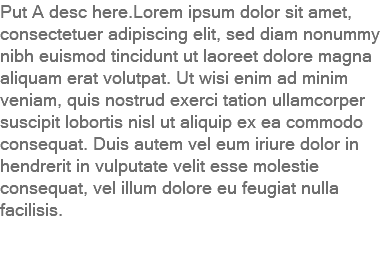 Put A desc here.Lorem ipsum dolor sit amet,
consectetuer adipiscing elit, sed diam nonummy
nibh euismod tincidunt ut laoreet dolore magna
aliquam erat volutpat. Ut wisi enim ad minim
veniam, quis nostrud exerci tation ullamcorper
suscipit lobortis nisl ut aliquip ex ea commodo
consequat. Duis autem vel eum iriure dolor in
hendrerit in vulputate velit esse molestie
consequat, vel illum dolore eu feugiat nulla
facilisis.